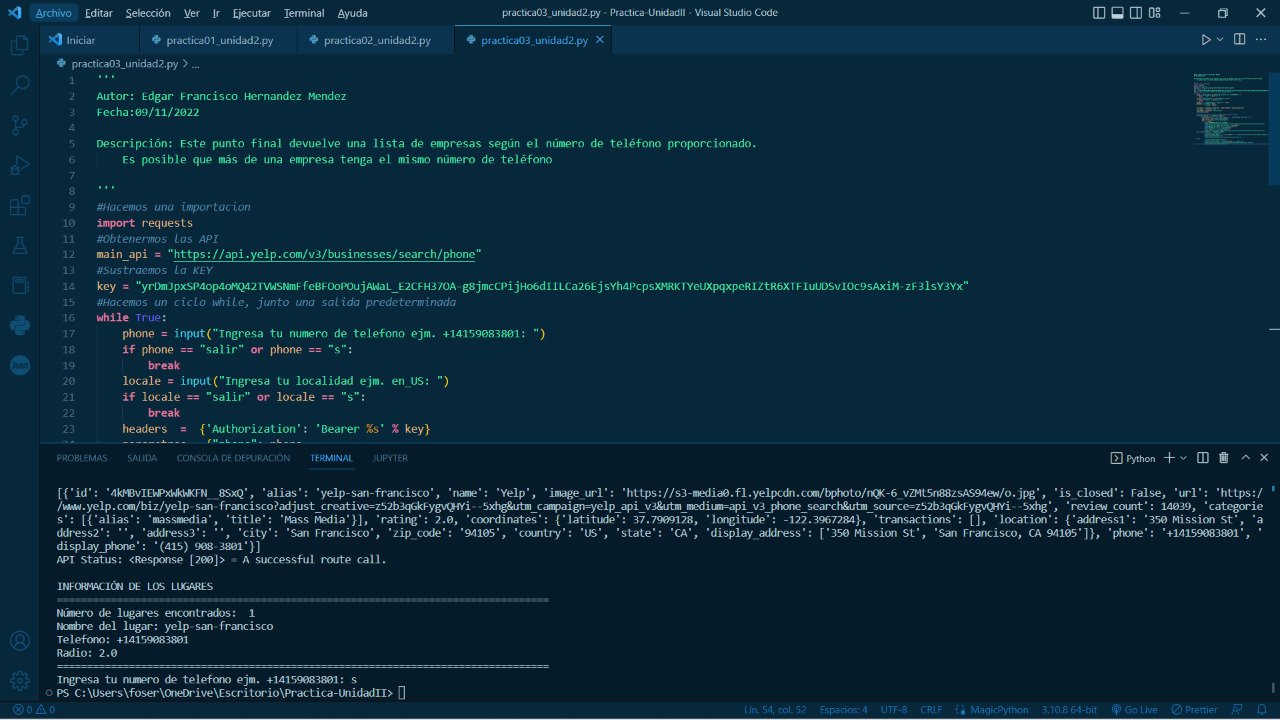 Archivo Editar Selección Ver Ir Ejecutar Terminal Ayuda
practica03_unidad2.py - Practica-UnidadII - Visual Studio Code
Iniciar
practica01_unidad2.py
practica02_unidad2.py
practica03_unidad2.py
practica03_unidad2.py > ...
1 '''
2 Autor: Edgar Francisco Hernandez Mendez
3 Fecha:09/11/2022
4
5 Descripción: Este punto final devuelve una lista de empresas según el número de teléfono proporcionado.
6 Es posible que más de una empresa tenga el mismo número de teléfono
7
8 '''
9 #Hacemos una importacion
10 import requests
11 #Obtenermos las API
12 main_api = "https://api.yelp.com/v3/businesses/search/phone"
13 #Sustraemos la KEY
14 key = "yrDmJpxSP4op4oMQ42TVWSNmFfeBFOoPOujAWaL_E2CFH37OA-g8jmcCPijHo6dIILCa26EjsYh4PcpsXMRKTYeUXpqxpeRIZtR6XTFIuUDSvIOc9sAxiM-zF3lsY3Yx"
15 #Hacemos un ciclo while, junto una salida predeterminada
16 while True:
17 phone = input("Ingresa tu numero de telefono ejm. +14159083801: ")
18 if phone == "salir" or phone == "s":
19 break
20 locale = input("Ingresa tu localidad ejm. en_US: ")
21 if locale == "salir" or locale == "s":
22 break
23 headers = {'Authorization': 'Bearer %s' % key}
PROBLEMAS SALIDA CONSOLA DE DEPURACIÓN TERMINAL JUPYTER
Python
[{'id': '4kMBvIEWPxWkWKFN__8SxQ', 'alias': 'yelp-san-francisco', 'name': 'Yelp', 'image_url': 'https://s3-media0.fl.yelpcdn.com/bphoto/nQK-6_vZMt5n88zsAS94ew/o.jpg', 'is_closed': False, 'url': 'https:/
/www.yelp.com/biz/yelp-san-francisco?adjust_creative=z52b3qGkFygvQHYi--5xhg&utm_campaign=yelp_api_v3&utm_medium=api_v3_phone_search&utm_source=z52b3qGkFygvQHYi--5xhg', 'review_count': 14039, 'categorie
s': [{'alias': 'massmedia', 'title': 'Mass Media'}], 'rating': 2.0, 'coordinates': {'latitude': 37.7909128, 'longitude': -122.3967284}, 'transactions': [], 'location': {'address1': '350 Mission St', 'a
ddress2': '', 'address3': '', 'city': 'San Francisco', 'zip_code': '94105', 'country': 'US', 'state': 'CA', 'display_address': ['350 Mission St', 'San Francisco, CA 94105']}, 'phone': '+14159083801', '
display_phone': '(415) 908-3801'}]
API Status: <Response [200]> = A successful route call.
INFORMACIÓN DE LOS LUGARES
==================================================================================
Número de lugares encontrados:  1
Nombre del lugar: yelp-san-francisco
Telefono: +14159083801
Radio: 2.0
==================================================================================
Ingresa tu numero de telefono ejm. +14159083801: s
PS C:\Users\foser\OneDrive\Escritorio\Practica-UnidadII>
Json
0 0
Lín. 54, col. 52 Espacios: 4 UTF-8 CRLF MagicPython 3.10.8 64-bit Go Live Prettier